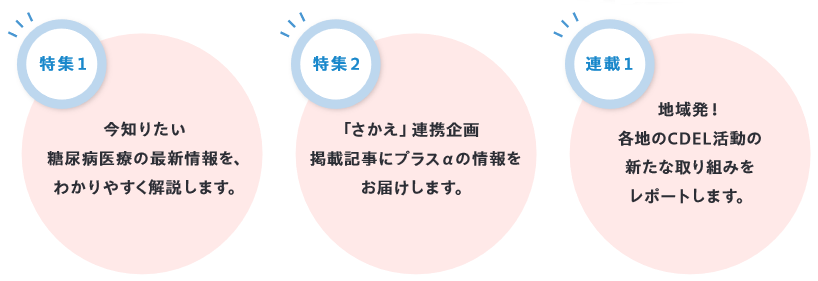 特集1
今知りたい
糖尿病医療の最新情報を、
わかりやすく解説します。
特集2
「さかえ」連携企画
掲載記事にプラスαの情報を
お届けします。
連載1
地域発！
各地のCDEL活動の
新たな取り組みを
レポートします。